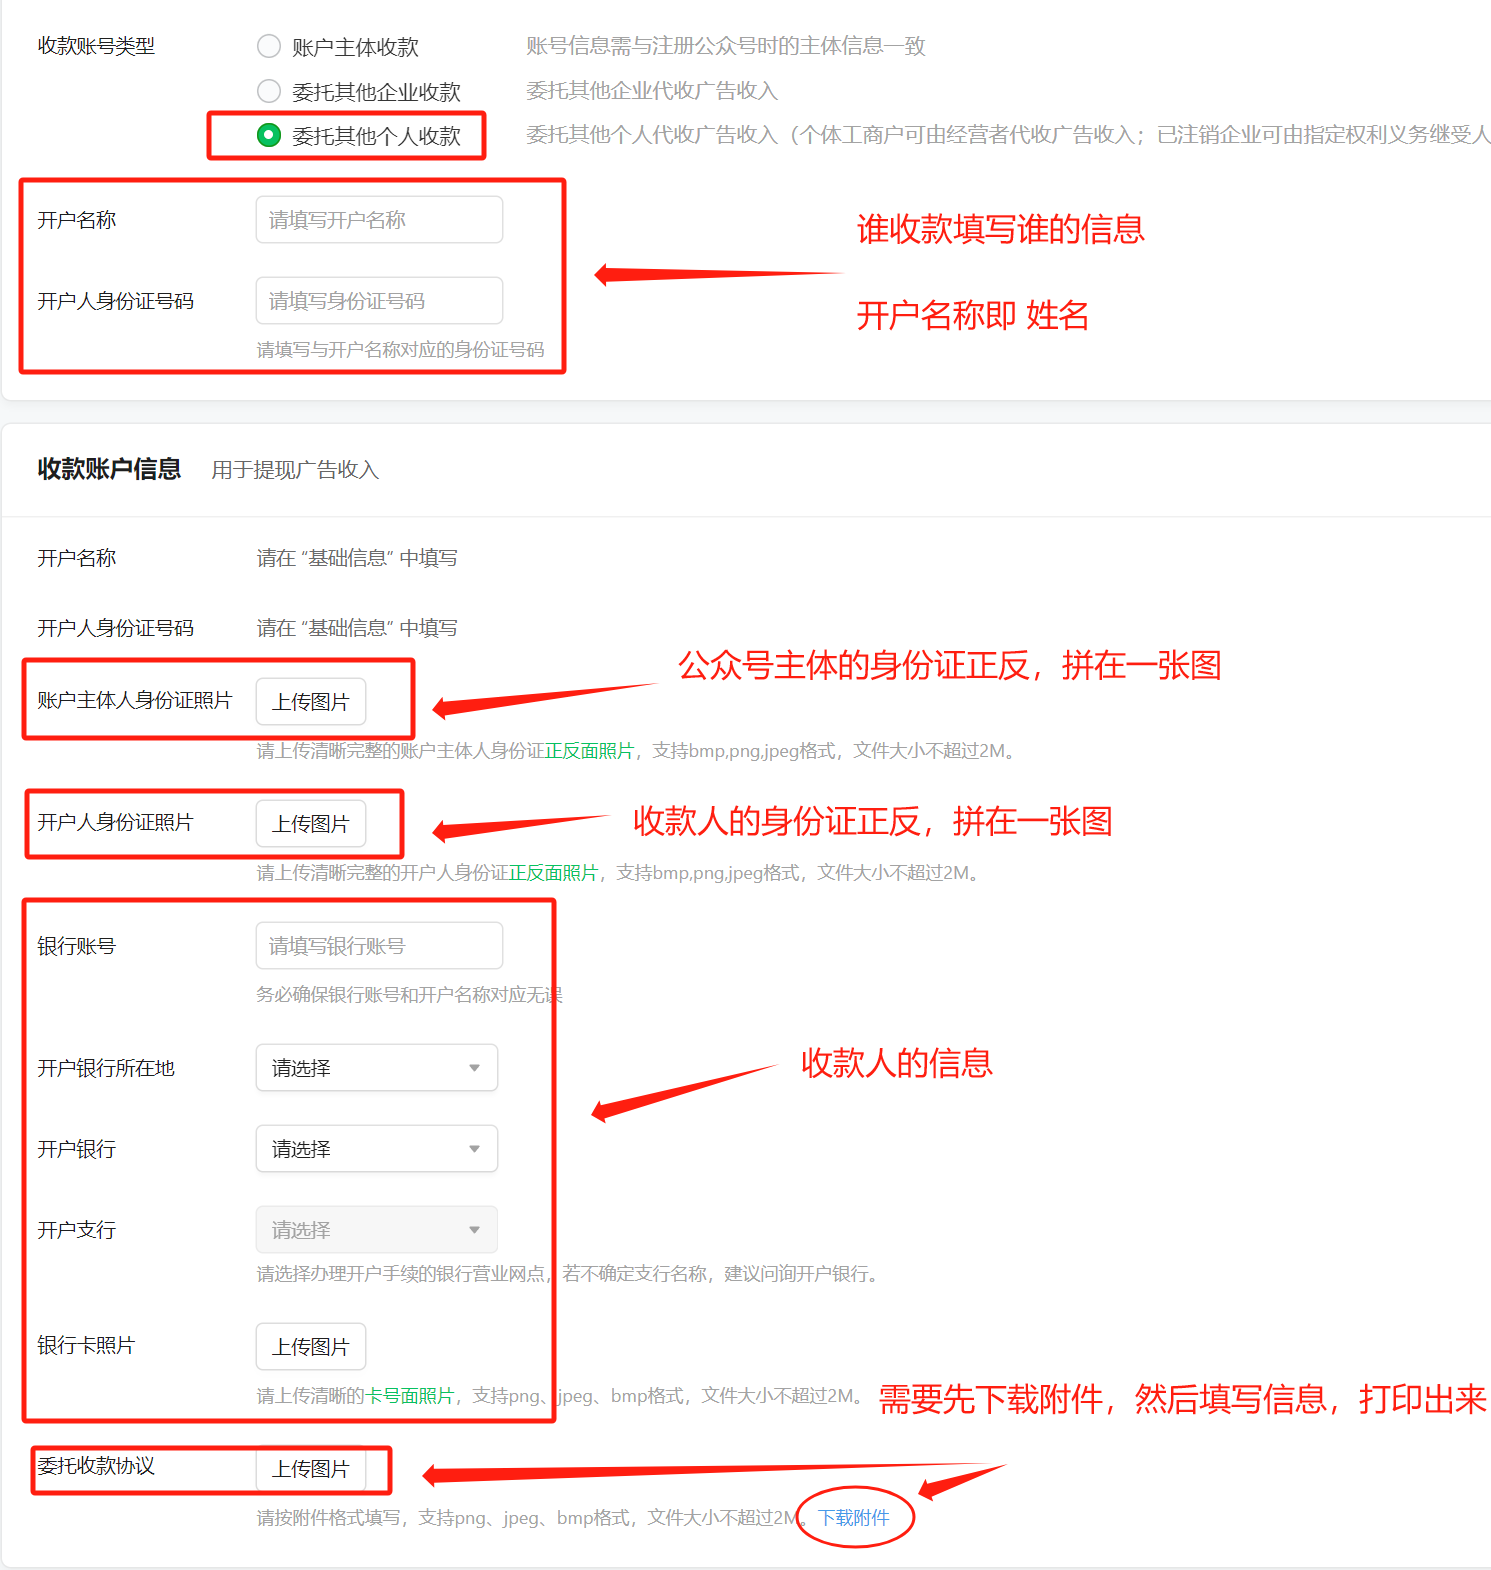 收款账号类型
账户主体收款 账号信息需与注册公众号时的主体信息一致
委托其他企业收款 委托其他企业代收广告收入
委托其他个人收款 委托其他个人代收广告收入（个体工商户可由经营者代收广告收入；已注销企业可由指定权利义务继受人
开户名称 请填写开户名称
谁收款填写谁的信息
开户人身份证号码 请填写身份证号码
开户名称即 姓名
请填写与开户名称对应的身份证号码
收款账户信息 用于提现广告收入
开户名称 请在 “基础信息” 中填写
开户人身份证号码 请在 “基础信息” 中填写
公众号主体的身份证正反，拼在一张图
账户主体人身份证照片 上传图片
请上传清晰完整的账户主体人身份证正反面照片，支持bmp,png,jpeg格式，文件大小不超过2M。
开户人身份证照片 上传图片
收款人的身份证正反，拼在一张图
请上传清晰完整的开户人身份证正反面照片，支持bmp,png,jpeg格式，文件大小不超过2M。
银行账号 请填写银行账号
务必确保银行账号和开户名称对应无误
开户银行所在地 请选择
收款人的信息
开户银行 请选择
开户支行 请选择
请选择办理开户手续的银行营业网点，若不确定支行名称，建议问询开户银行。
银行卡照片 上传图片
请上传清晰的卡号面照片，支持png、jpeg、bmp格式，文件大小不超过2M。
需要先下载附件，然后填写信息，打印出来
委托收款协议 上传图片
请按附件格式填写，支持png、jpeg、bmp格式，文件大小不超过2M。下载附件